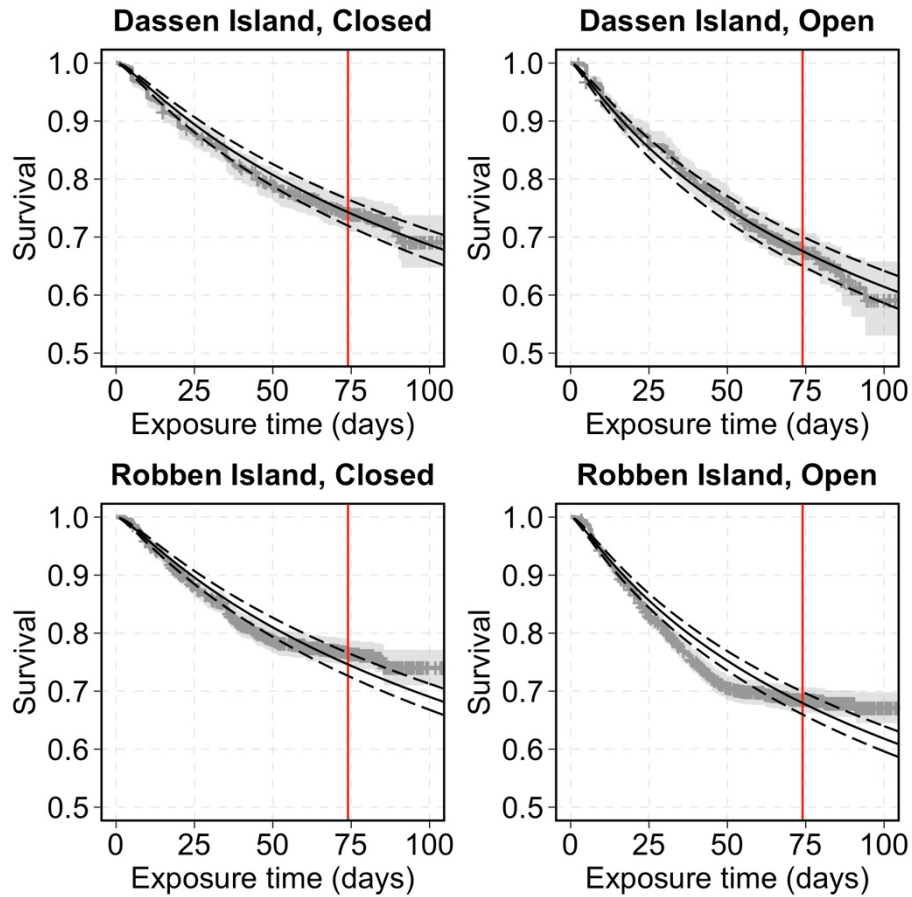 Dassen Island, Closed
Dassen Island, Open
1.0
0.9
0.8
0.7
0.6
0.5
Survival
0 25 50 75 100
Exposure time (days)
1.0
0.9
0.8
0.7
0.6
0.5
Survival
0 25 50 75 100
Exposure time (days)
Robben Island, Closed
Robben Island, Open
1.0
0.9
0.8
0.7
0.6
0.5
Survival
0 25 50 75 100
Exposure time (days)
1.0
0.9
0.8
0.7
0.6
0.5
Survival
0 25 50 75 100
Exposure time (days)